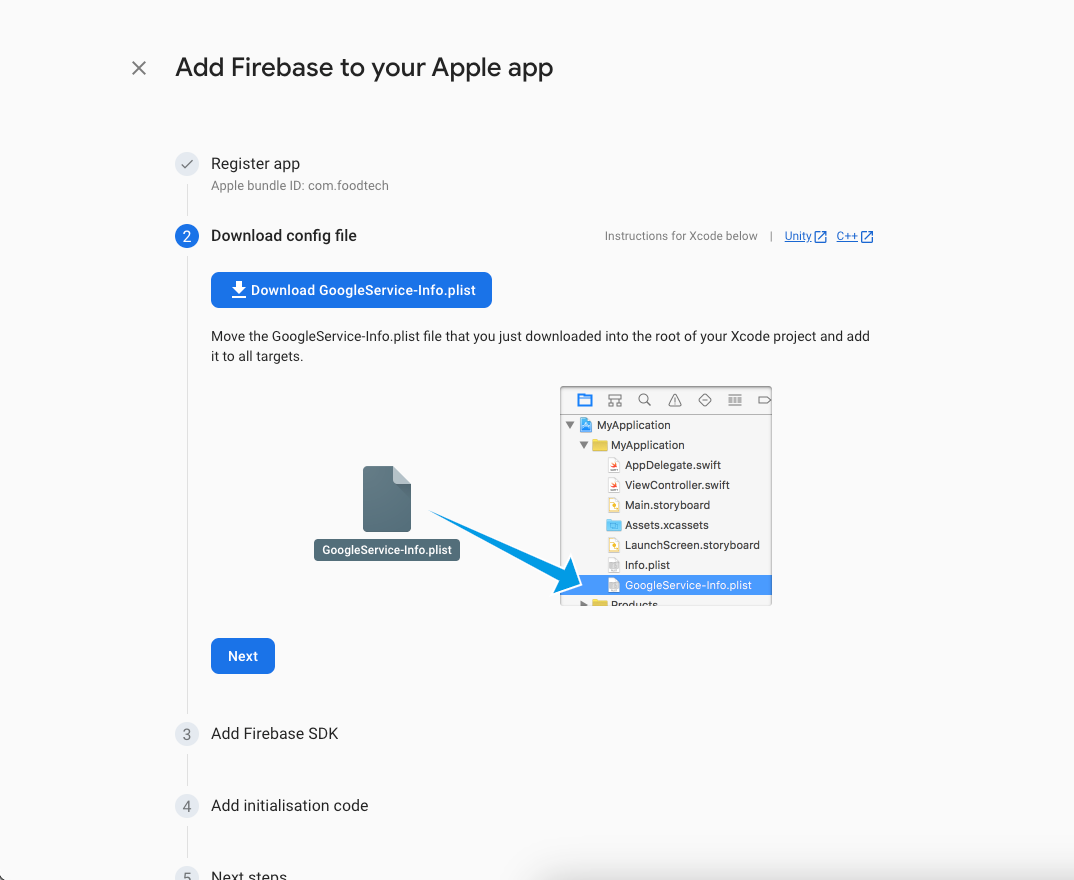 Add Firebase to your Apple app
Register app
Apple bundle ID: com.foodtech
2
Download config file
Instructions for Xcode below | Unity C++
Download GoogleService-Info.plist
Move the GoogleService-Info.plist file that you just downloaded into the root of your Xcode project and add
it to all targets.
GoogleService-Info.plist
MyApplication
MyApplication
AppDelegate.swift
ViewController.swift
Main.storyboard
Assets.xcassets
LaunchScreen.storyboard
Info.plist
GoogleService-Info.plist
Products
Next
3
Add Firebase SDK
4
Add initialisation code
5
Next steps